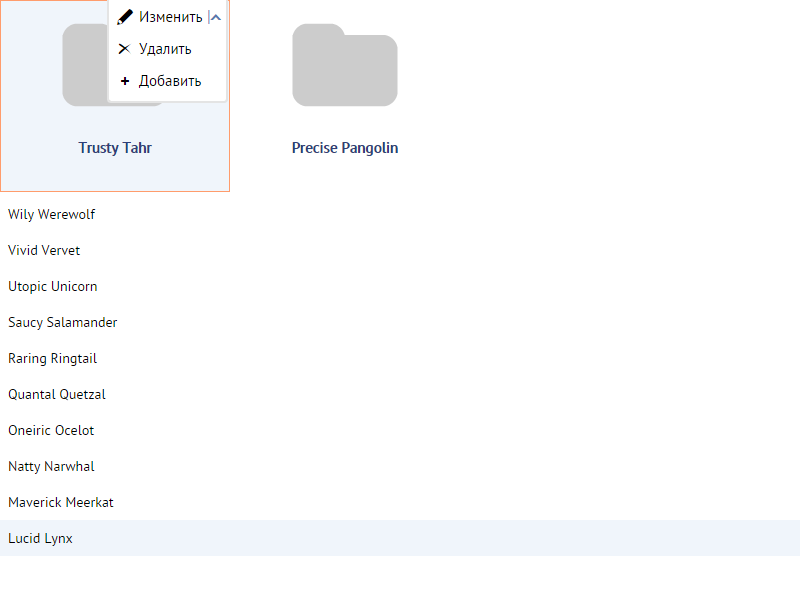 Изменить
Удалить
Добавить
Trusty Tahr
Precise Pangolin
Wily Werewolf
Vivid Vervet
Utopic Unicorn
Saucy Salamander
Raring Ringtail
Quantal Quetzal
Oneiric Ocelot
Natty Narwhal
Maverick Meerkat
Lucid Lynx